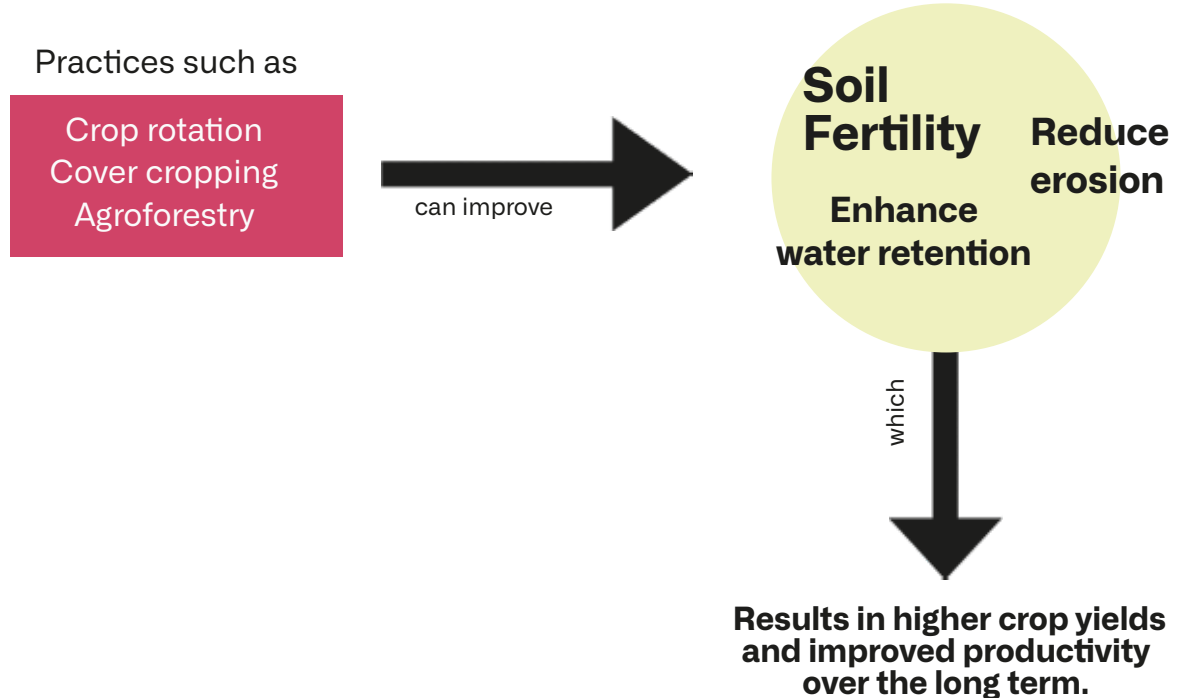 Practices such as
Crop rotation
Cover cropping
Agroforestry
can improve
Soil
Fertility
Reduce
erosion
Enhance
water retention
which
Results in higher crop yields
and improved productivity
over the long term.